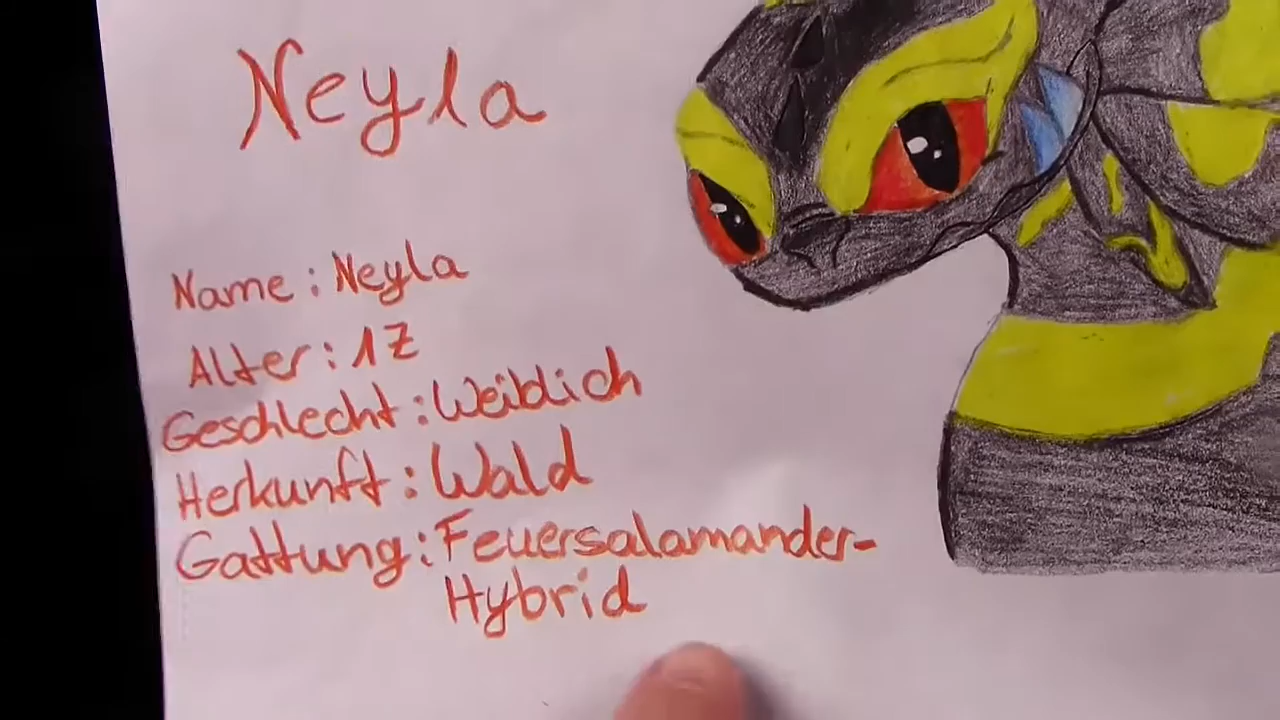 Neyla
Name: Neyla
Alter: 17
Geschlecht: Weiblich
Herkunft: Wald
Gattung: Feuersalamander-
Hybrid